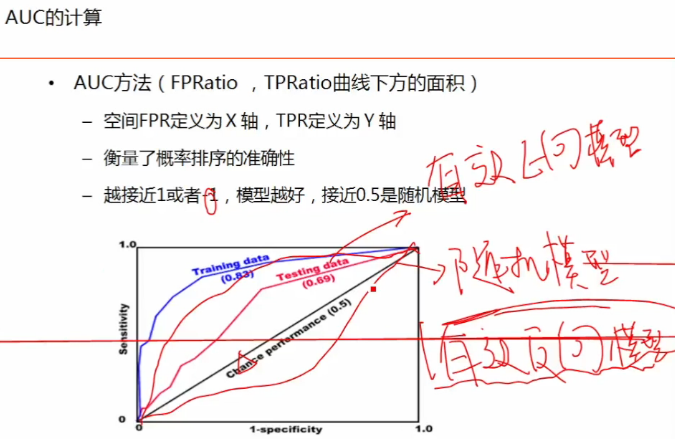 AUC的计算
• AUC方法（FPRatio ，TPRatio曲线下方的面积）
– 空间FPR定义为X 轴，TPR定义为Y 轴
– 衡量了概率排序的准确性
– 越接近1或者-1，模型越好，接近0.5是随机模型
0
有效正向模型
随机模型
有效反向模型
1.0
Training data
(0.83)
Testing data
(0.69)
Chance performance (0.5)
Sensitivity
0
0
1-specificity
1.0